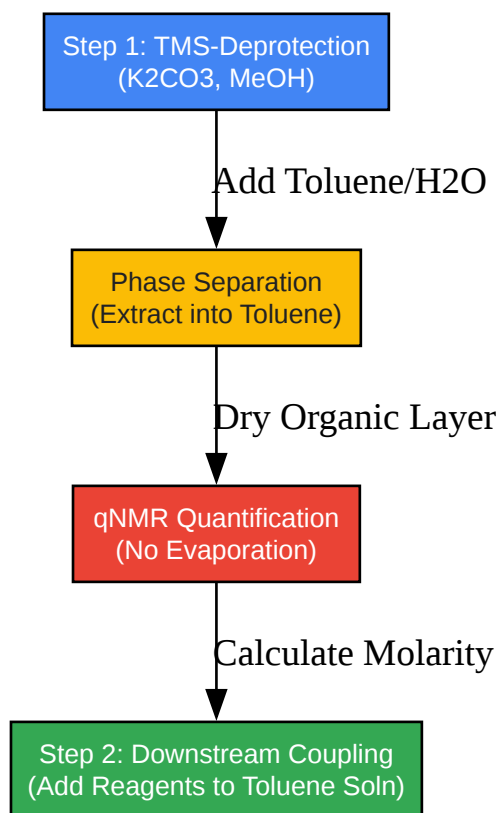 Step 1: TMS-Deprotection
(K2CO3, MeOH)
Add Toluene/H2O
Phase Separation
(Extract into Toluene)
Dry Organic Layer
qNMR Quantification
(No Evaporation)
Calculate Molarity
Step 2: Downstream Coupling
(Add Reagents to Toluene Soln)